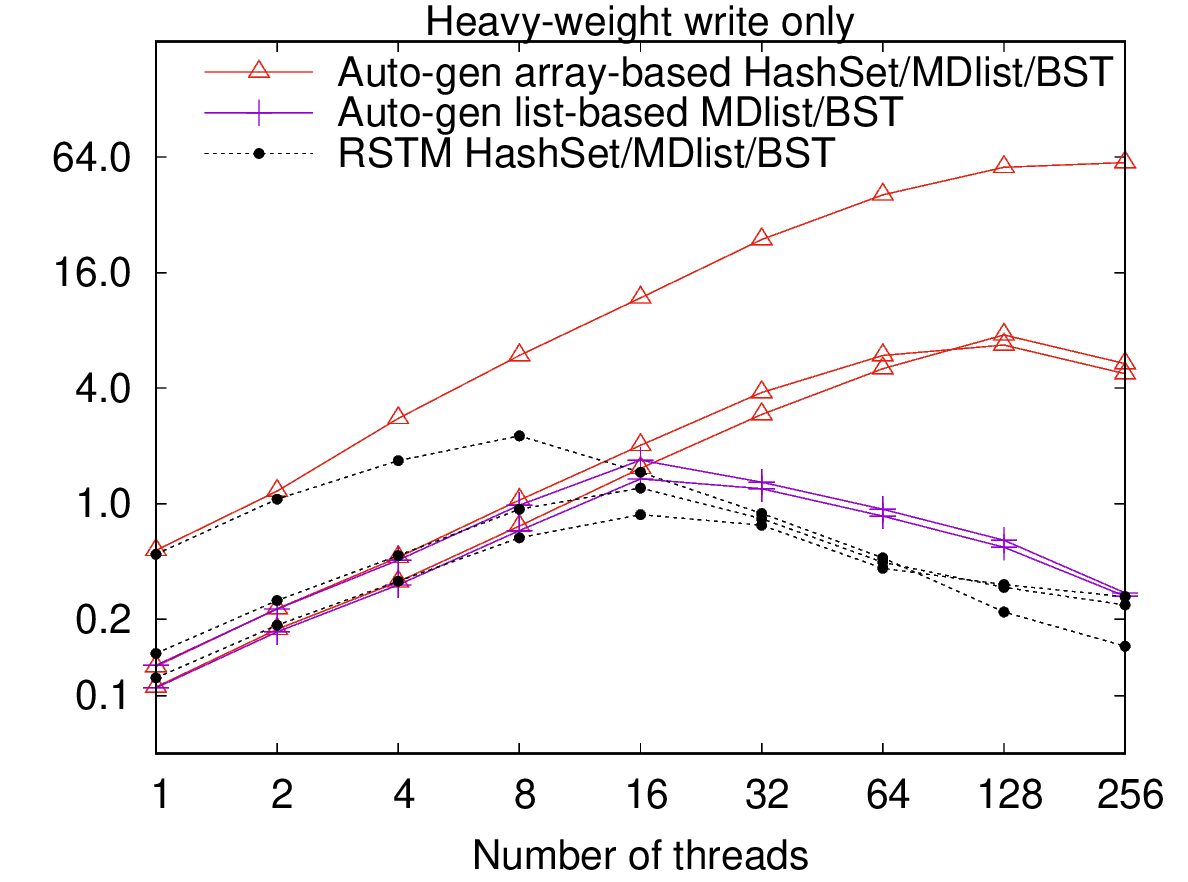 Heavy-weight write only
Auto-gen array-based HashSet/MDlist/BST
Auto-gen list-based MDlist/BST
RSTM HashSet/MDlist/BST
64.0
16.0
4.0
1.0
0.2
0.1
1 2 4 8 16 32 64 128 256
Number of threads